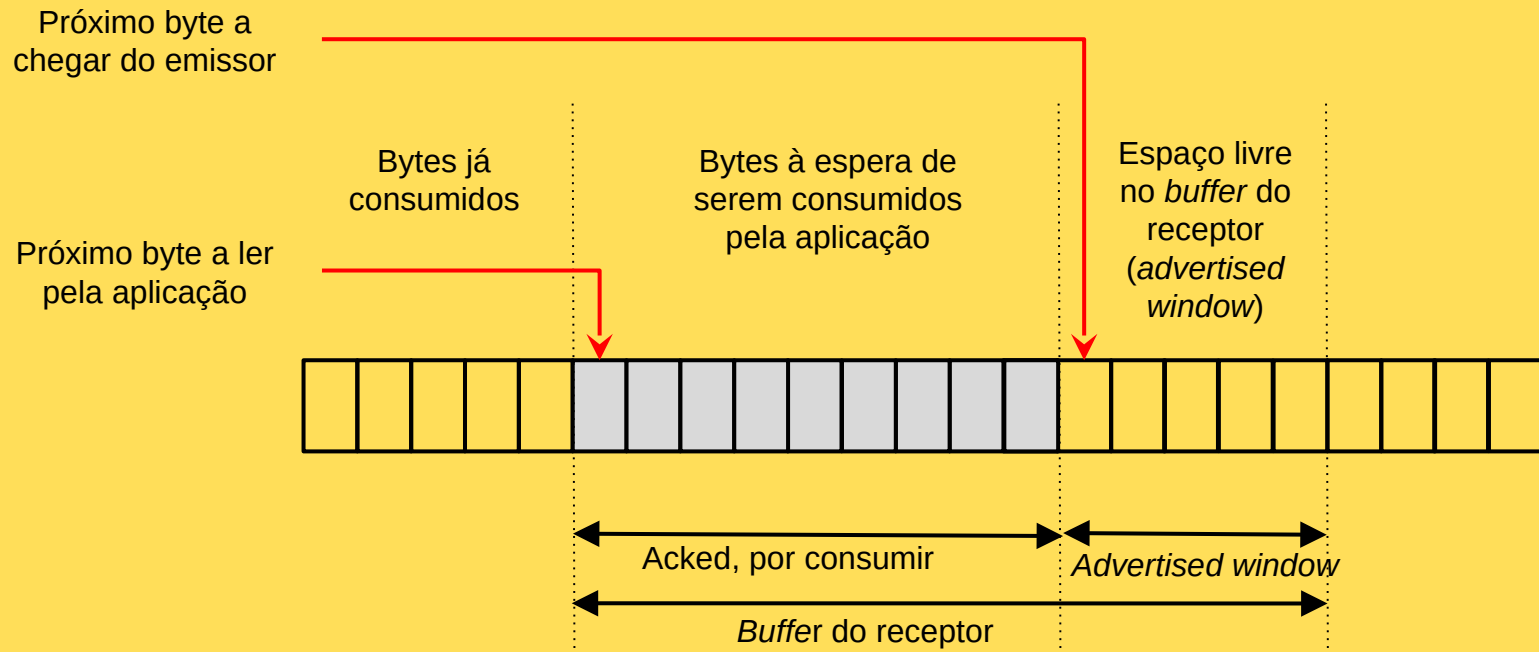 Próximo byte a
chegar do emissor
Bytes já
consumidos
Bytes à espera de
serem consumidos
pela aplicação
Espaço livre
no buffer do
receptor
(advertised
window)
Próximo byte a ler
pela aplicação
Acked, por consumir
Advertised window
Buffer do receptor